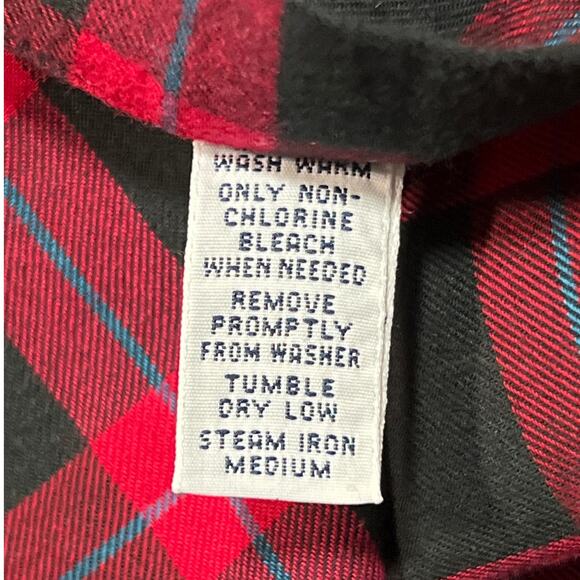 WASH WARM
ONLY NON-
CHLORINE
BLEACH
WHEN NEEDED
REMOVE
PROMPTLY
FROM WASHER
TUMBLE
DRY LOW
STEAM IRON
MEDIUM